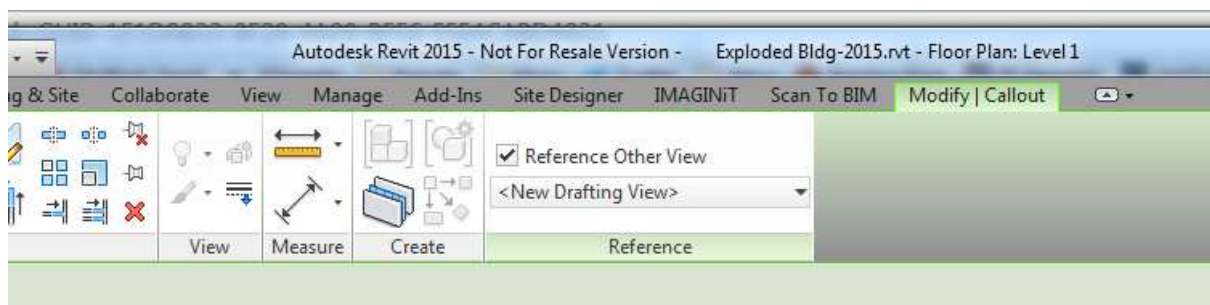 Autodesk Revit 2015 - Not For Resale Version - Exploded Bldg-2015.rvt - Floor Plan: Level 1
& Site Collaborate View Manage Add-Ins Site Designer IMAGINiT Scan To BIM Modify | Callout
Reference Other View
<New Drafting View>
View Measure Create Reference